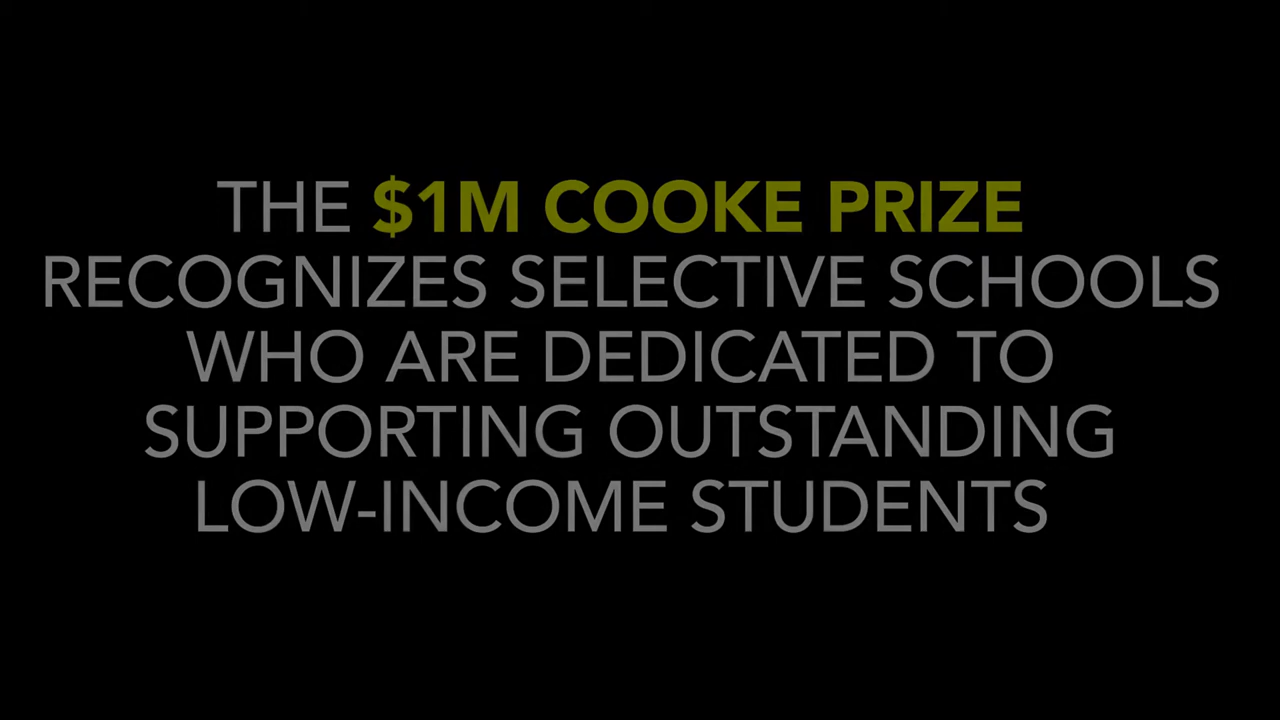 THE $1M COOKE PRIZE
RECOGNIZES SELECTIVE SCHOOLS
WHO ARE DEDICATED TO
SUPPORTING OUTSTANDING
LOW-INCOME STUDENTS